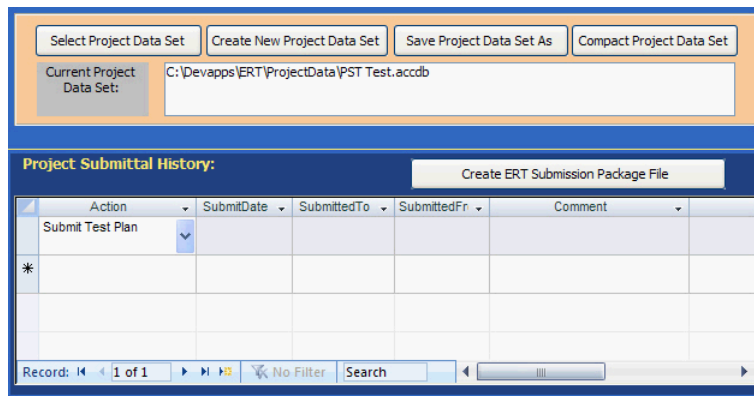 Select Project Data Set Create New Project Data Set Save Project Data Set As Compact Project Data Set
Current Project Data Set: C:\Devapps\ERT\ProjectData\PST Test.accdb
Project Submittal History:
Create ERT Submission Package File
Action SubmitDate SubmittedTo SubmittedFr Comment
Submit Test Plan
Record: 1 of 1 No Filter Search